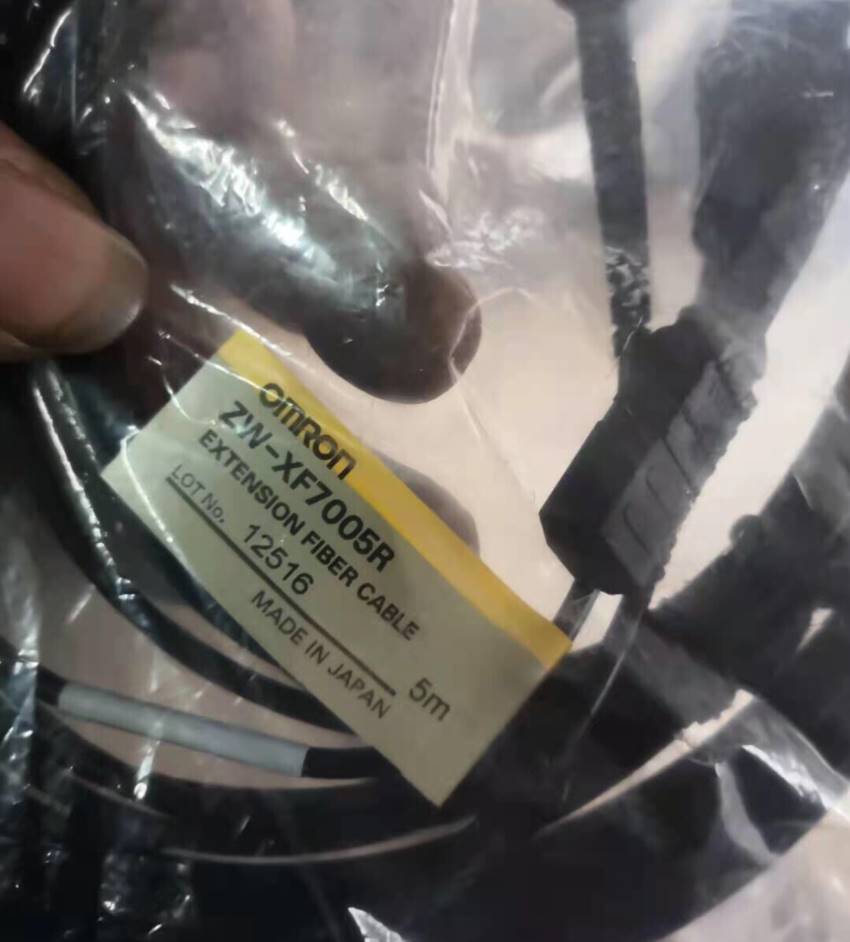 OMRON
ZW-XF7005R
EXTENSION FIBER CABLE 5m
LOT No. 12516
MADE IN JAPAN